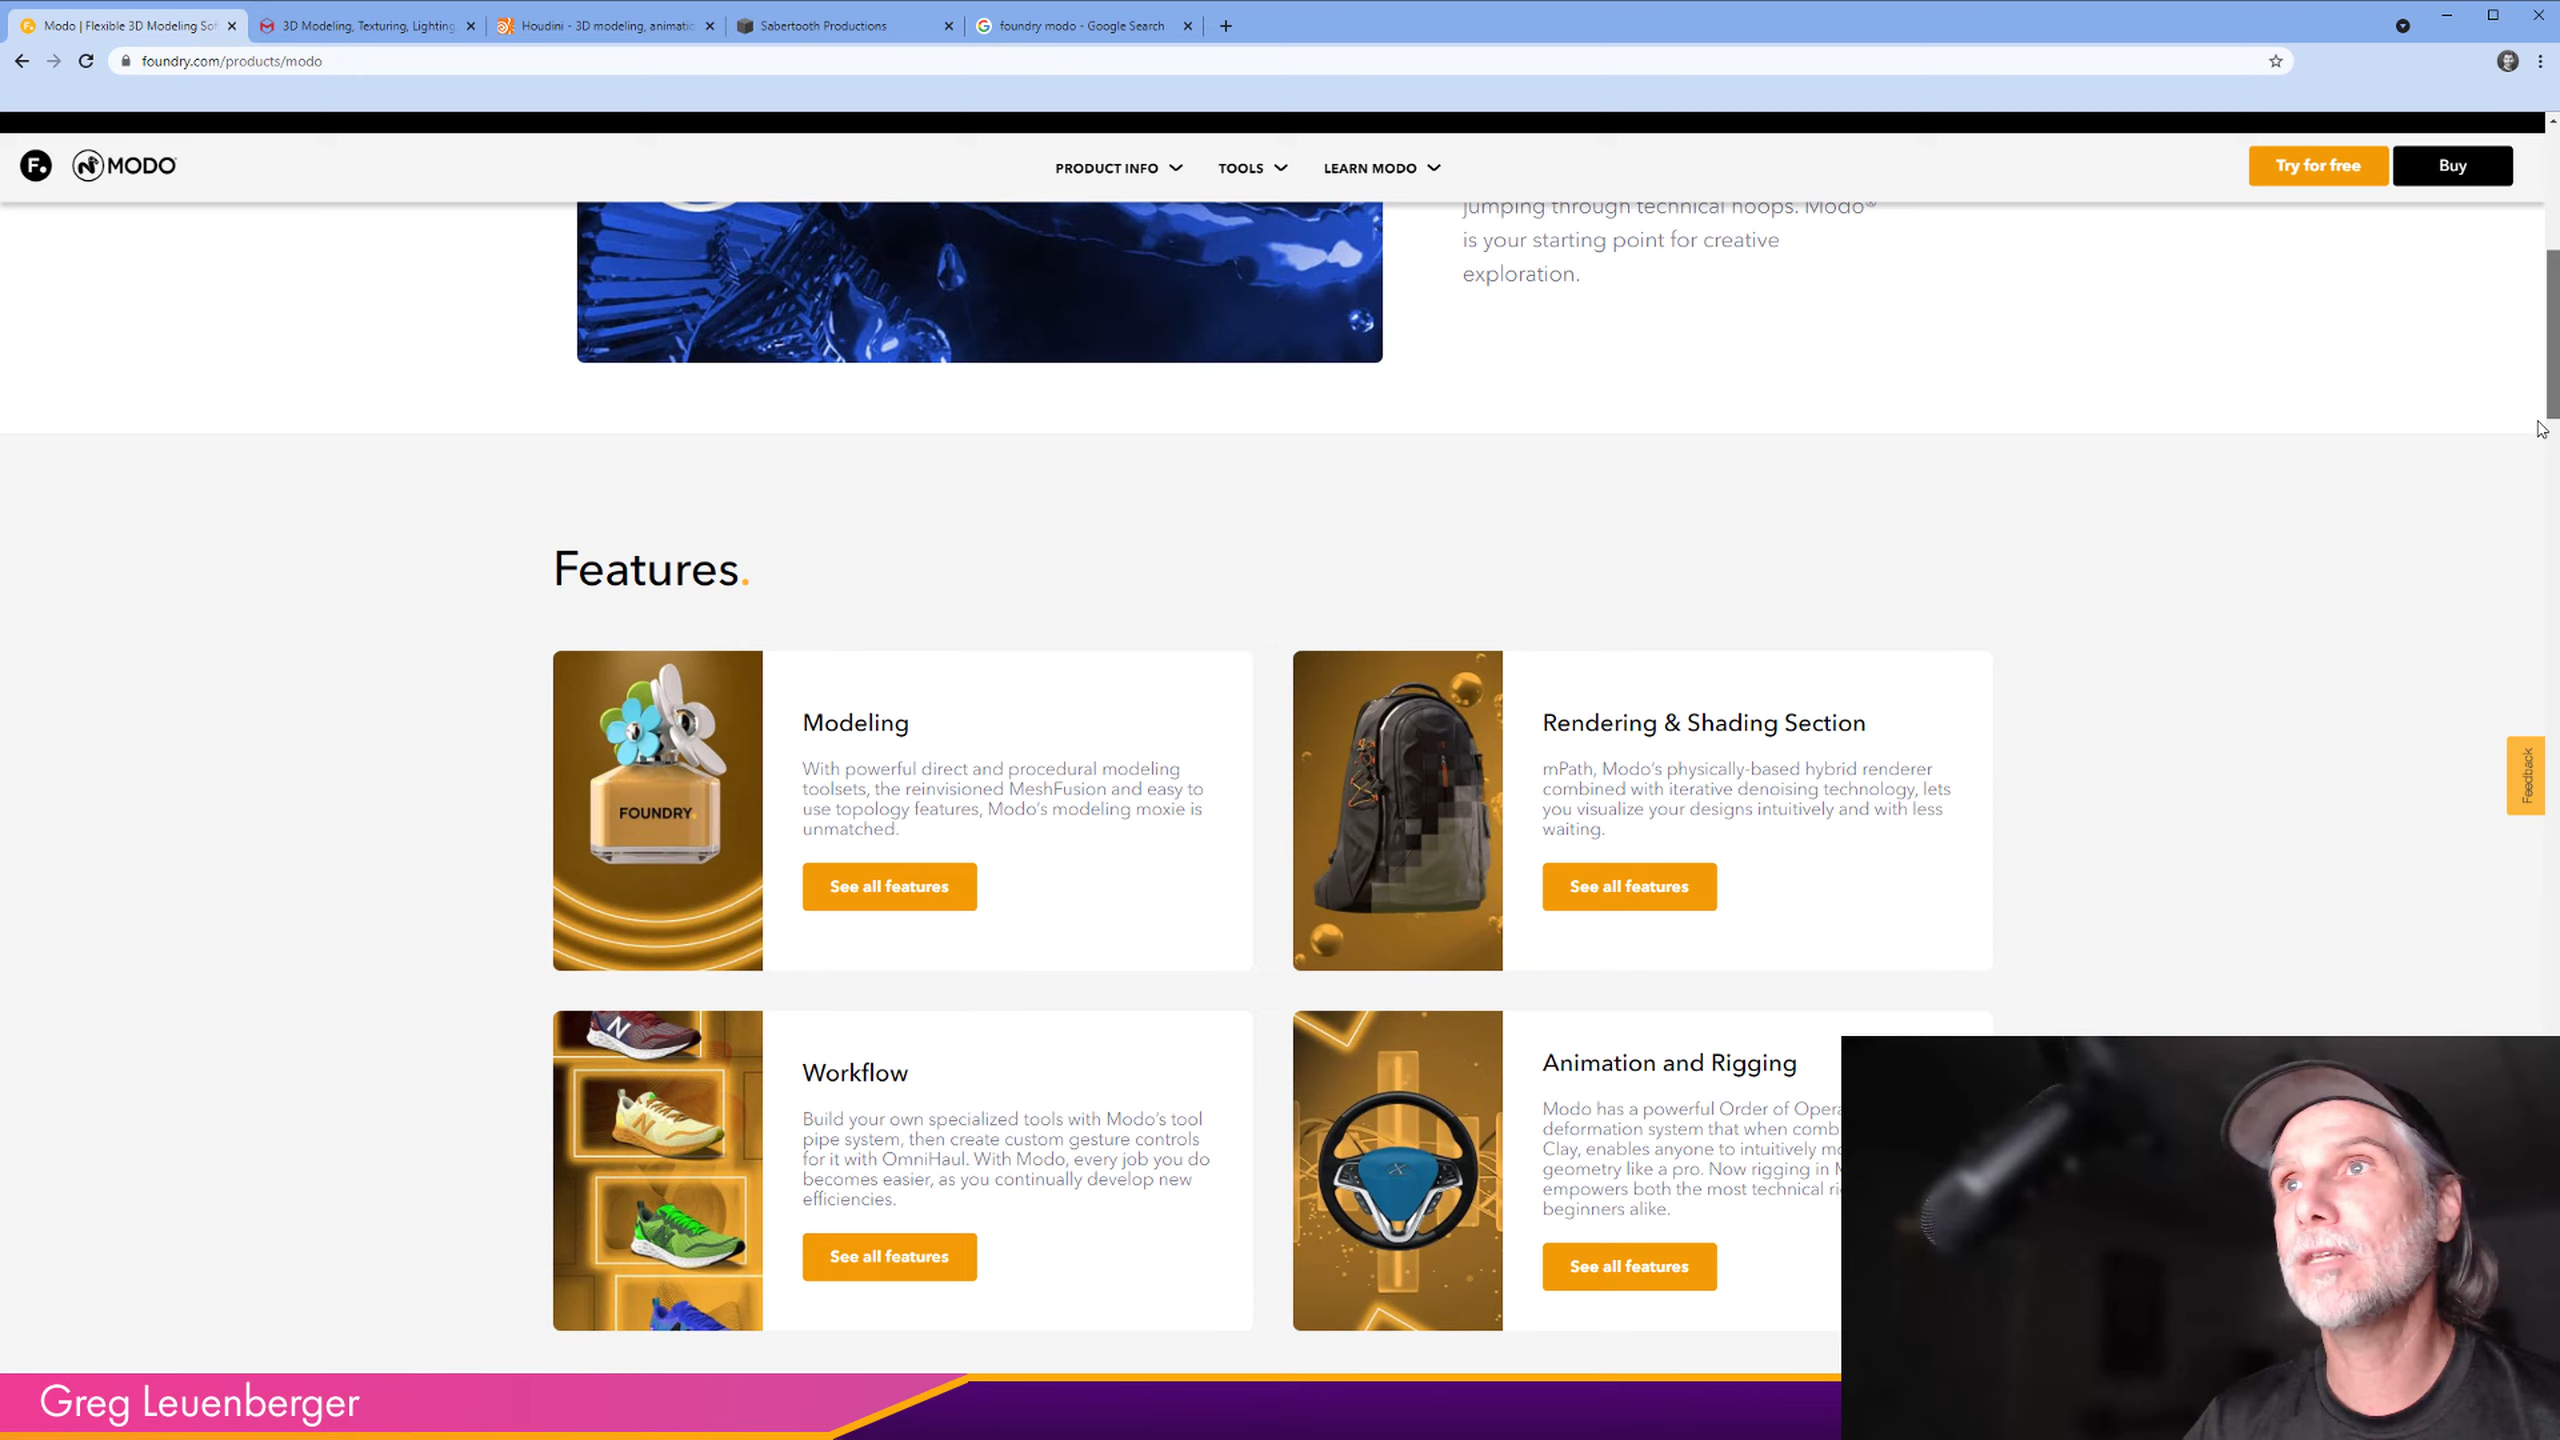 Modo | Flexible 3D Modeling Sof
3D Modeling, Texturing, Lighting,
Houdini - 3D modeling, animatic
Sabertooth Productions
foundry modo - Google Search
foundry.com/products/modo
F.
MODO
PRODUCT INFO
TOOLS
LEARN MODO
Try for free
Buy
jumping through technical hoops. Modo®
is your starting point for creative
exploration.
Features.
FOUNDRY.
Modeling
With powerful direct and procedural modeling
toolsets, the reinvisioned MeshFusion and easy to
use topology features, Modo's modeling moxie is
unmatched.
See all features
Rendering & Shading Section
mPath, Modo's physically-based hybrid renderer
combined with iterative denoising technology, lets
you visualize your designs intuitively and with less
waiting.
See all features
Feedback
Workflow
Build your own specialized tools with Modo's tool
pipe system, then create custom gesture controls
for it with OmniHaul. With Modo, every job you do
becomes easier, as you continually develop new
efficiencies.
See all features
Animation and Rigging
Modo has a powerful Order of Opera
deformation system that when comb
Clay, enables anyone to intuitively mo
geometry like a pro. Now rigging in M
empowers both the most technical ri
beginners alike.
See all features
Greg Leuenberger